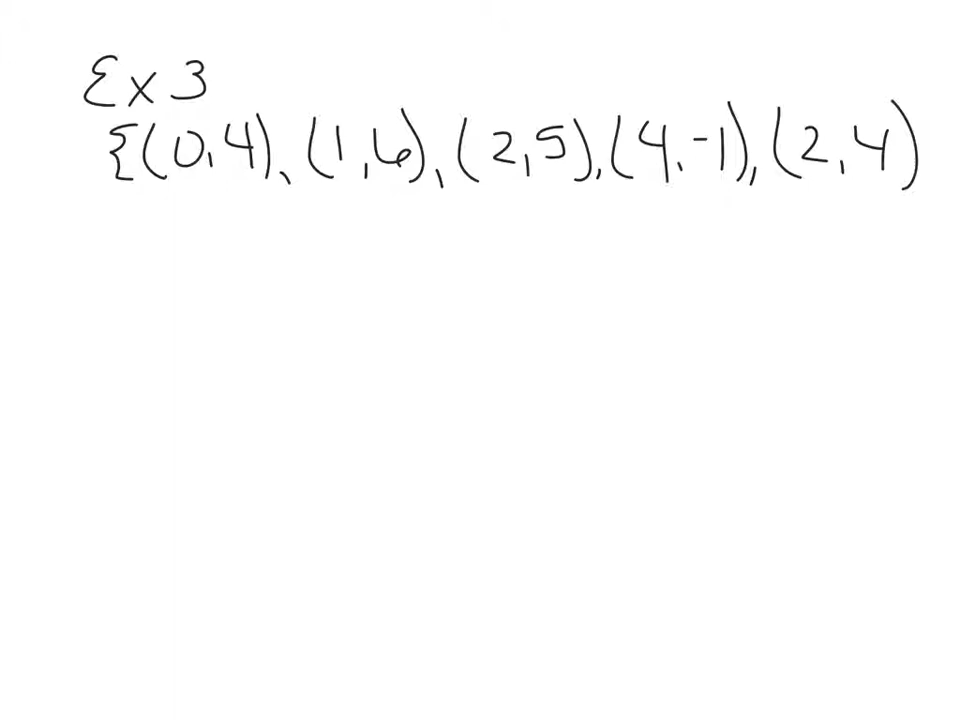 Ex 3
{(0,4), (1,6), (2,5), (4,-1), (2,4)